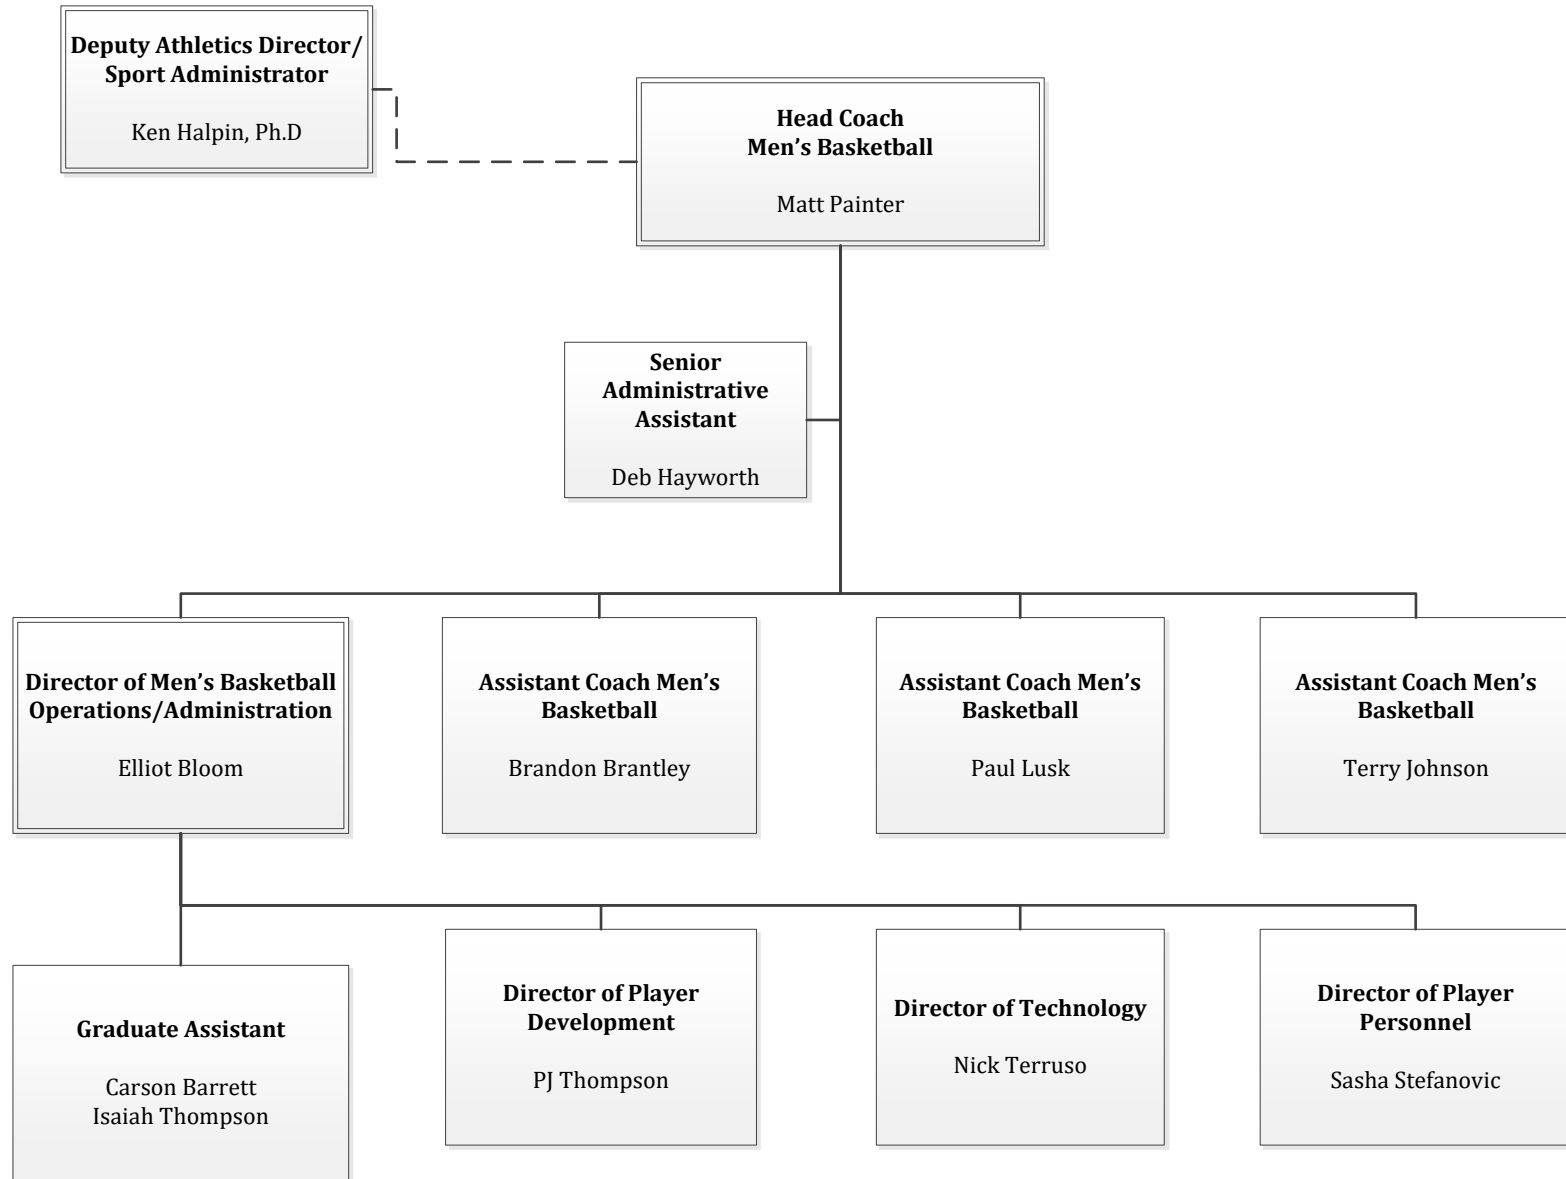 Deputy Athletics Director/
Sport Administrator
Ken Halpin, Ph.D
Head Coach
Men’s Basketball
Matt Painter
Senior
Administrative
Assistant
Deb Hayworth
Director of Men’s Basketball
Operations/Administration
Elliot Bloom
Assistant Coach Men’s
Basketball
Brandon Brantley
Assistant Coach Men’s
Basketball
Paul Lusk
Assistant Coach Men’s
Basketball
Terry Johnson
Graduate Assistant
Carson Barrett
Isaiah Thompson
Director of Player
Development
PJ Thompson
Director of Technology
Nick Terruso
Director of Player
Personnel
Sasha Stefanovic